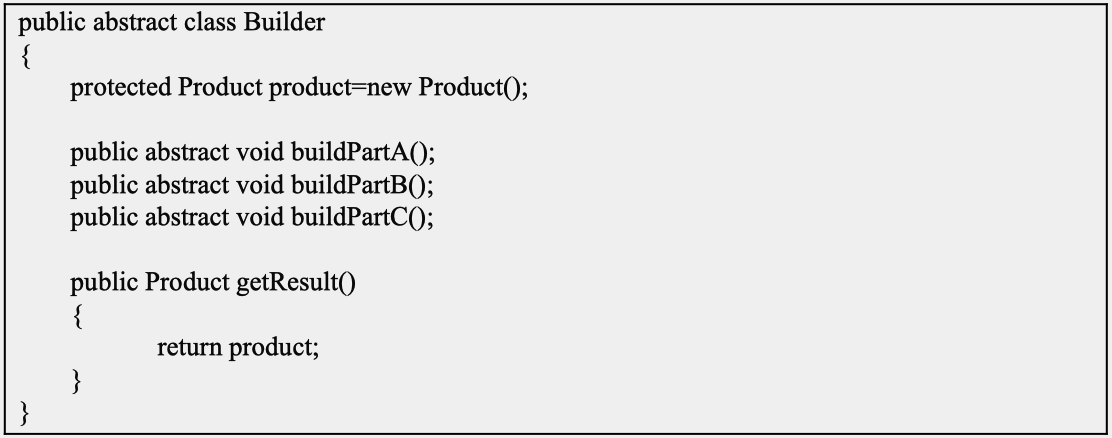 public abstract class Builder
{
protected Product product=new Product();
public abstract void buildPartA();
public abstract void buildPartB();
public abstract void buildPartC();
public Product getResult()
{
return product;
}
}